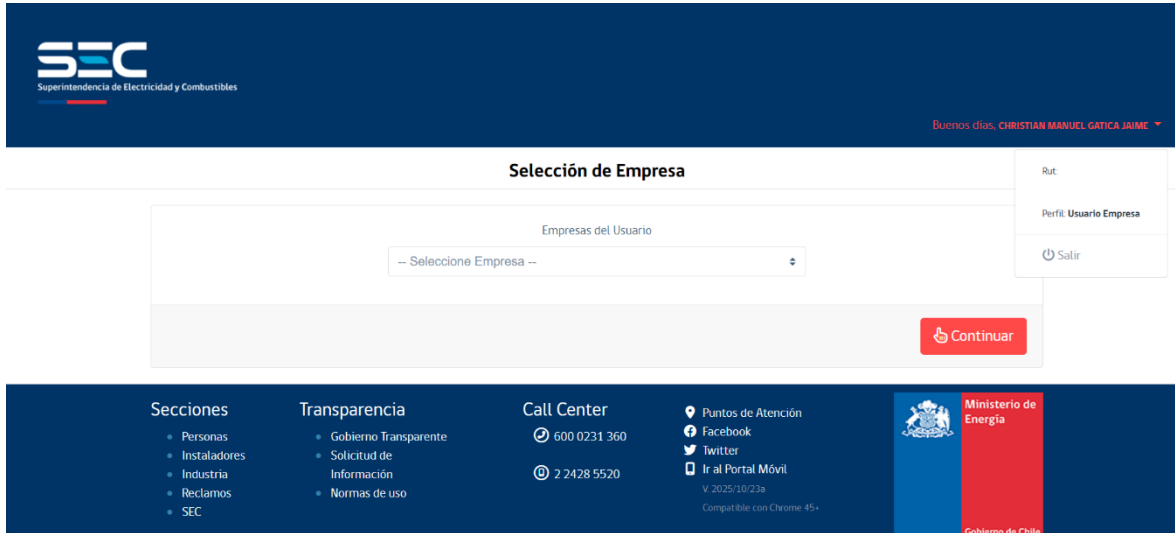 SEC
Superintendencia de Electricidad y Combustibles
Buenos días, CHRISTIAN MANUEL GATICA JAIME
Selección de Empresa
Rut:
Perfil: Usuario Empresa
Salir
Empresas del Usuario
-- Seleccione Empresa --
Continuar
Secciones
Personas
Instaladores
Industria
Reclamos
SEC
Transparencia
Gobierno Transparente
Solicitud de
Información
Normas de uso
Call Center
600 0231 360
2 2428 5520
Puntos de Atención
Facebook
Twitter
Ir al Portal Móvil
V. 2025/10/23a
Compatible con Chrome 45+
Ministerio de
Energía
Gobierno de Chile